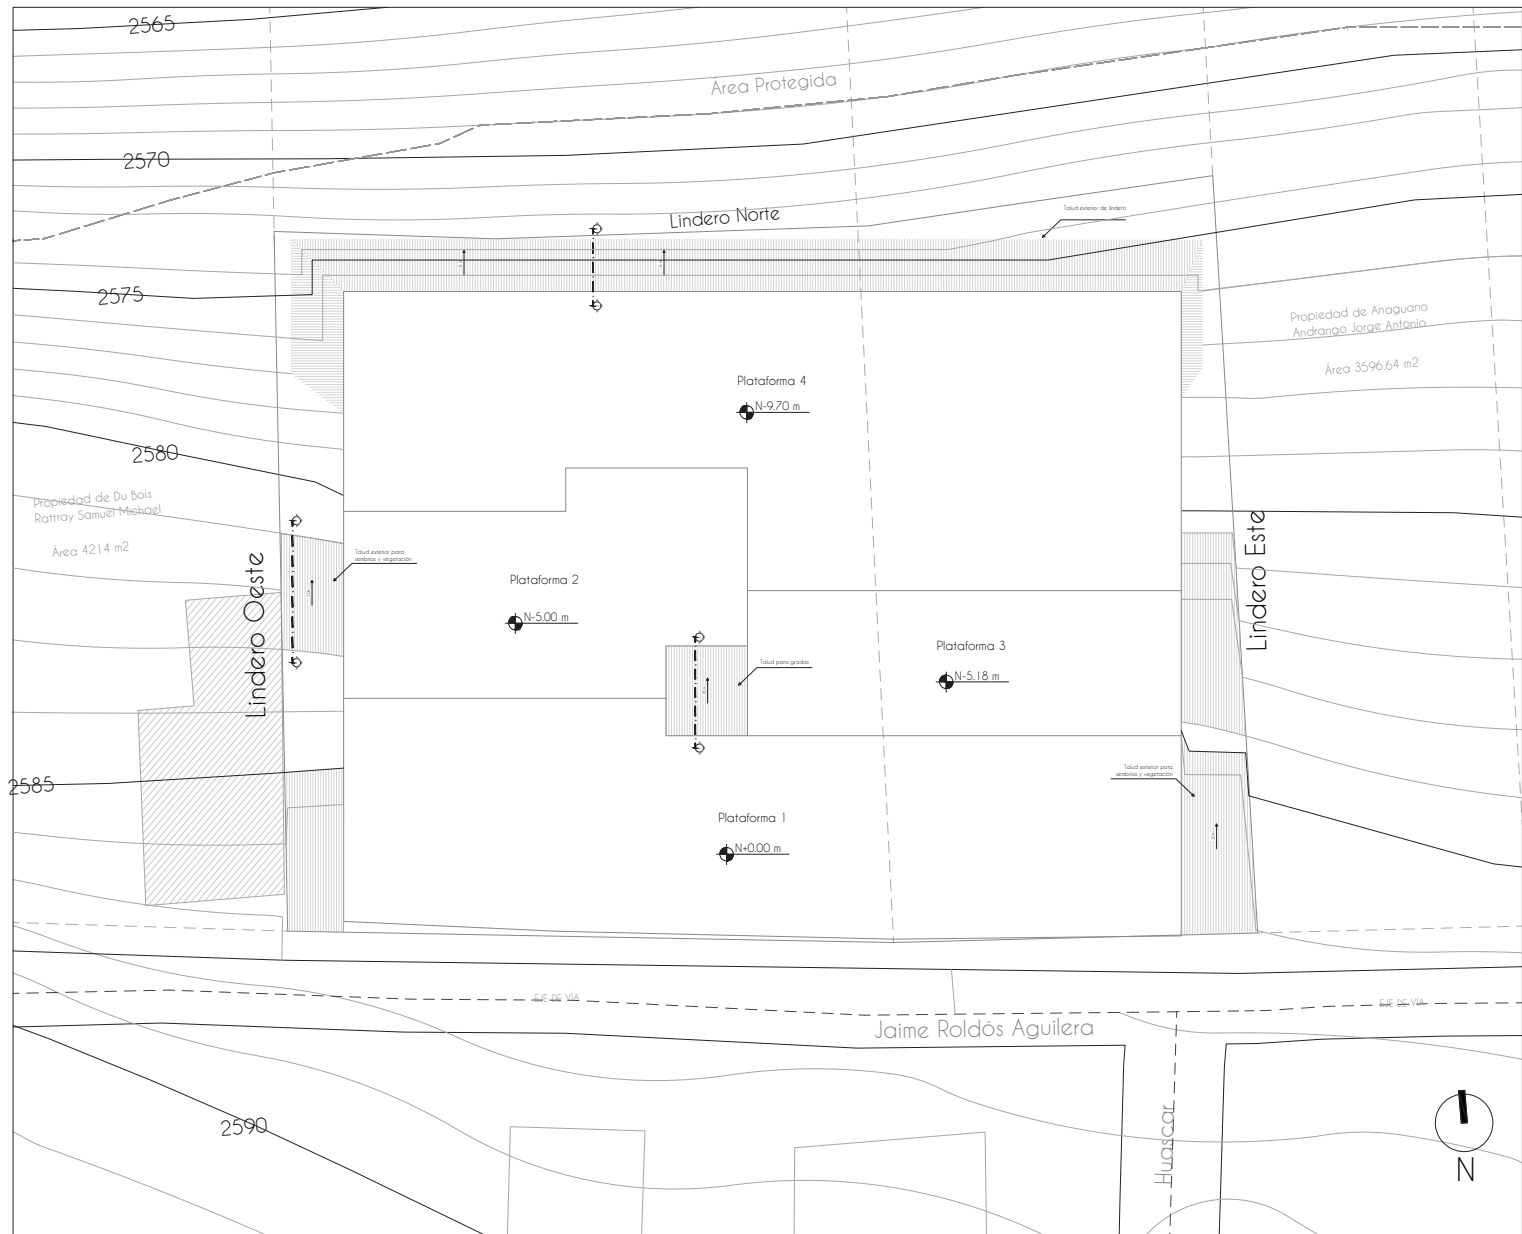 2565
Área Protegida
2570
Lindero Norte
Talud exterior de lindero
2575
Propiedad de Anaguano
Andrango Jorge Antonio
Área 3596.64 m2
Plataforma 4
N-9.70 m
2580
Propiedad de Du Bois
Rattray Samuel Michael
Área 4214 m2
Lindero Oeste
Talud exterior para
sembrios y vegetación
Plataforma 2
N-5.00 m
Lindero Este
Talud para gradas
Plataforma 3
N-5.18 m
2585
Talud exterior para
sembrios y vegetación
Plataforma 1
N+0.00 m
EJE DE VÍA
EJE DE VÍA
Jaime Roldós Aguilera
2590
Huascar
N